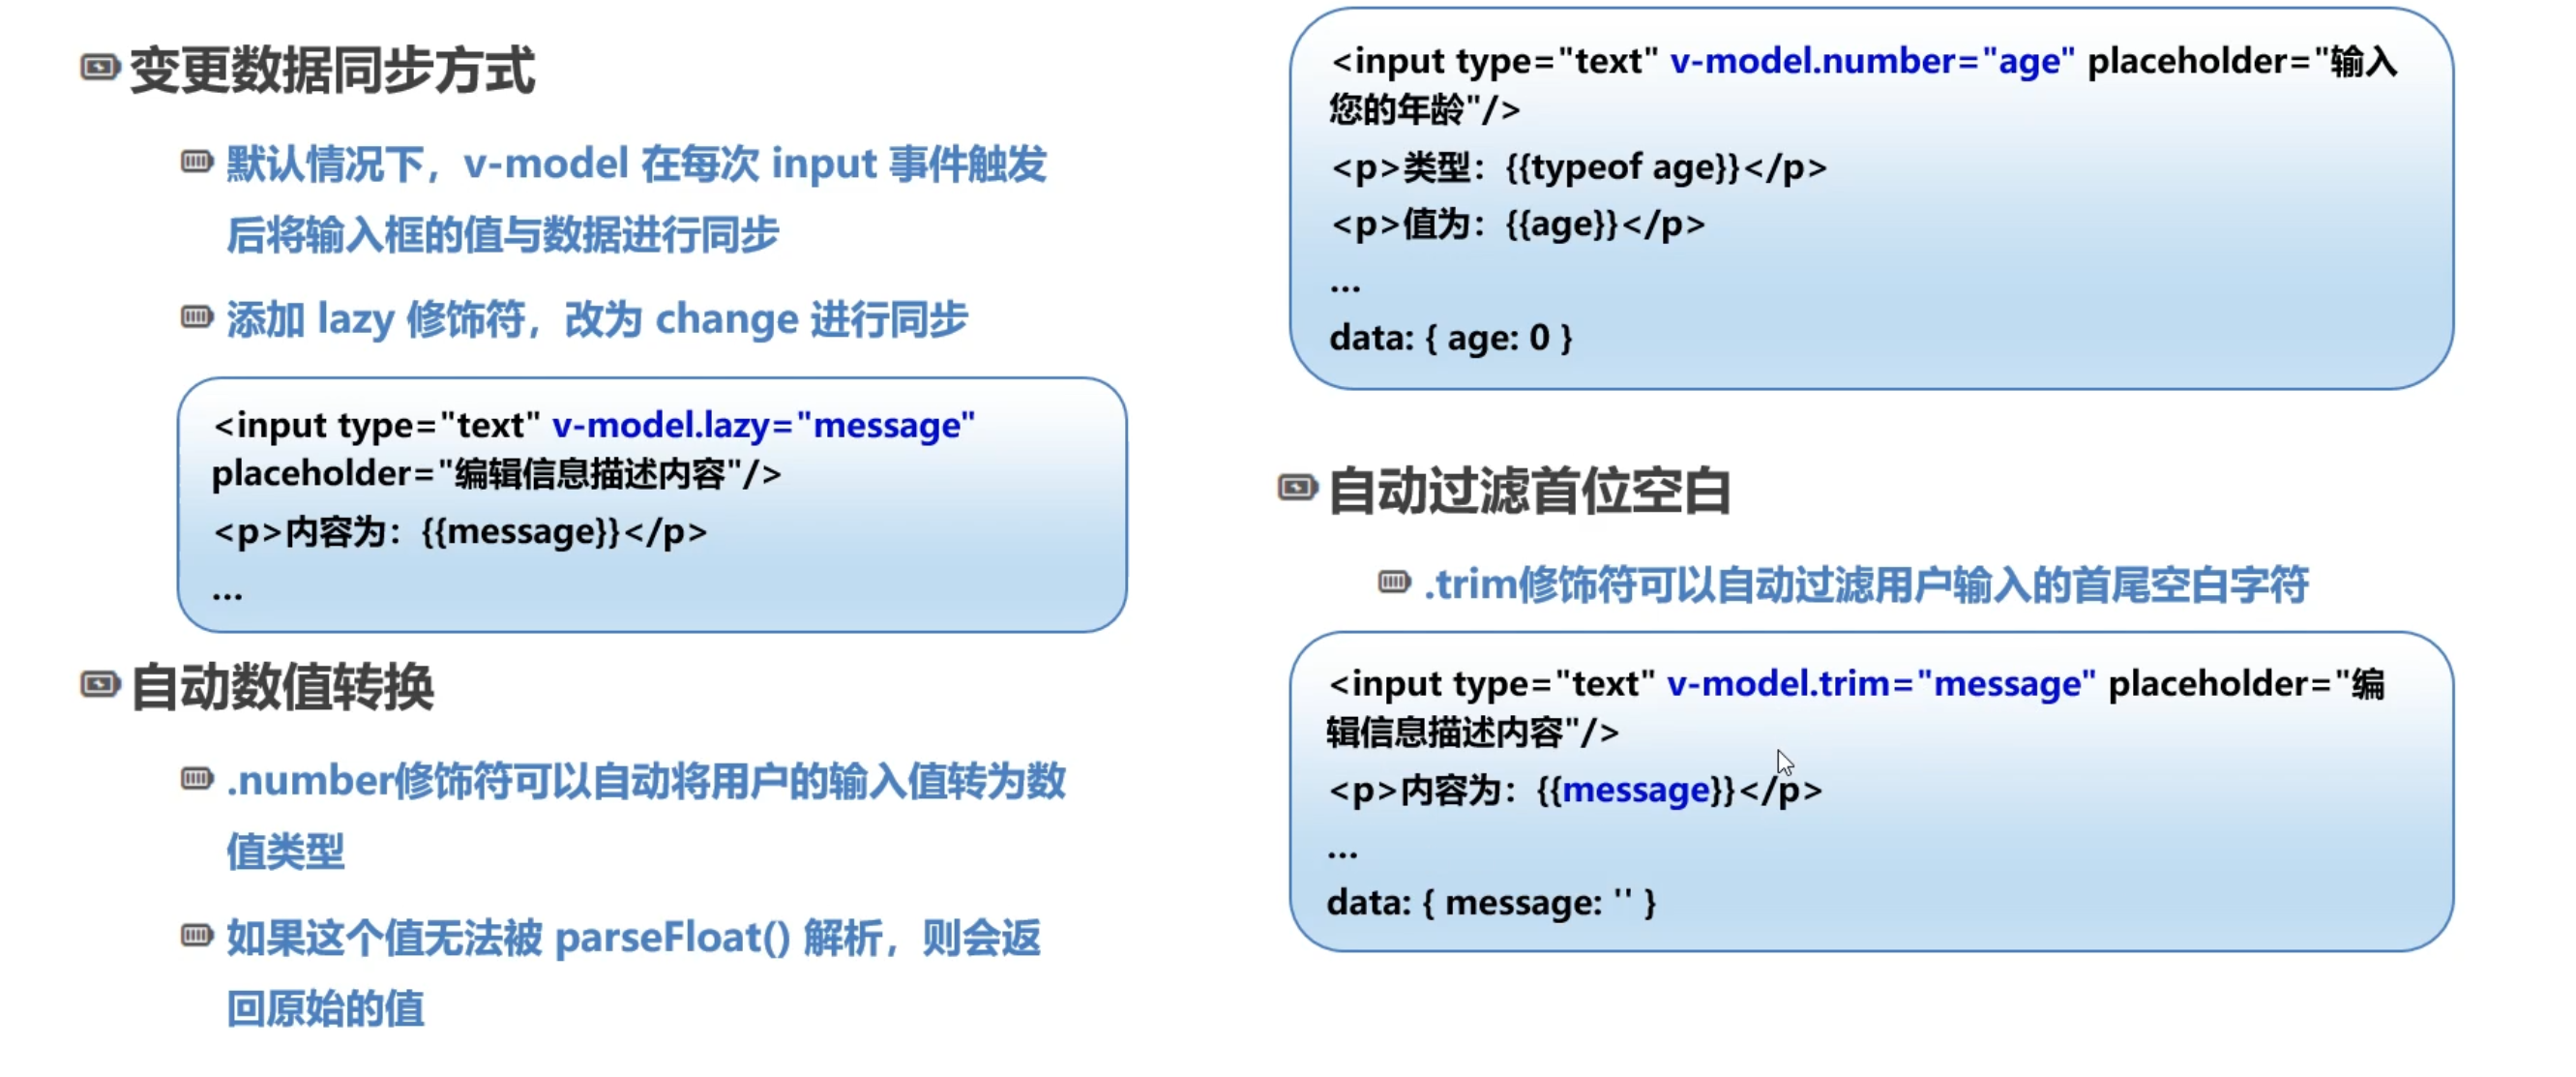 变更数据同步方式
默认情况下，v-model 在每次 input 事件触发
后将输入框的值与数据进行同步
添加 lazy 修饰符，改为 change 进行同步
<input type="text" v-model.lazy="message"
placeholder="编辑信息描述内容"/>
<p>内容为：{{message}}</p>
...
自动数值转换
.number修饰符可以自动将用户的输入值转为数
值类型
如果这个值无法被 parseFloat() 解析，则会返
回原始的值
<input type="text" v-model.number="age" placeholder="输入
您的年龄"/>
<p>类型：{{typeof age}}</p>
<p>值为：{{age}}</p>
...
data: { age: 0 }
自动过滤首位空白
.trim修饰符可以自动过滤用户输入的首尾空白字符
<input type="text" v-model.trim="message" placeholder="编
辑信息描述内容"/>
<p>内容为：{{message}}</p>
...
data: { message: '' }